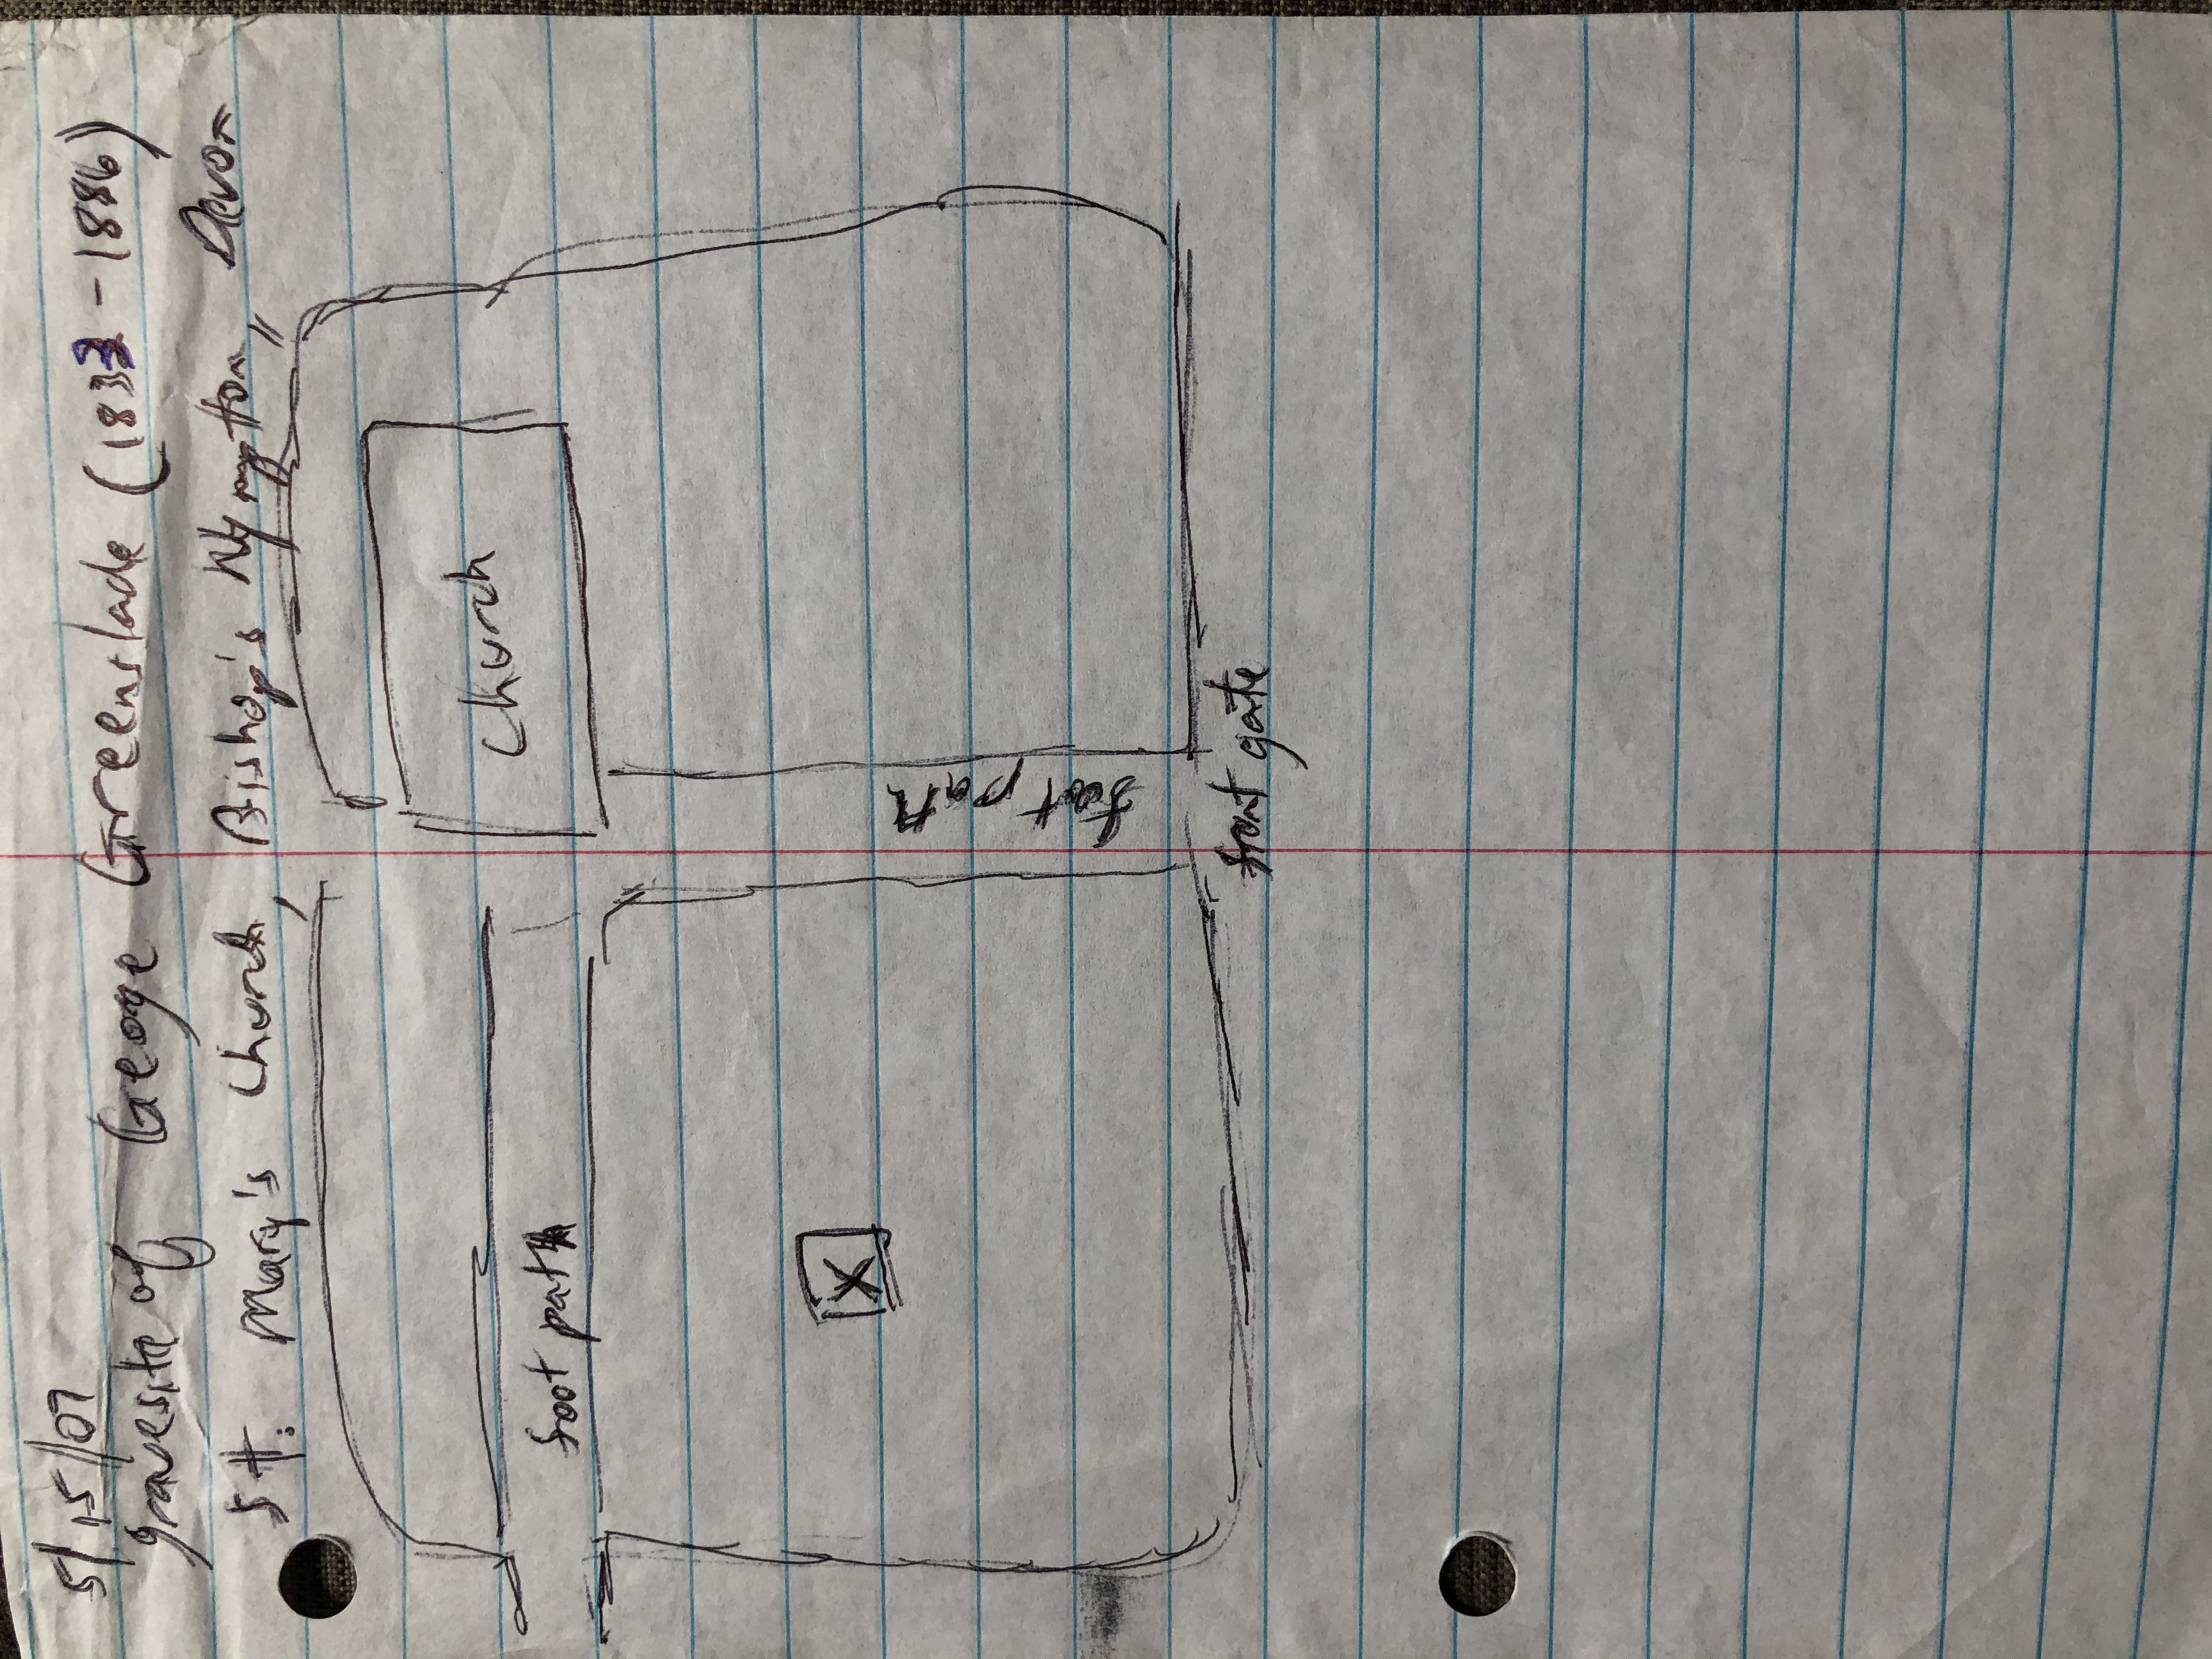 5/15/07
gravesite of George Greenslade (1833 - 1886)
St. Mary's Church, Bishop's Nympton, Devon
Church
foot path
X
foot path
front gate